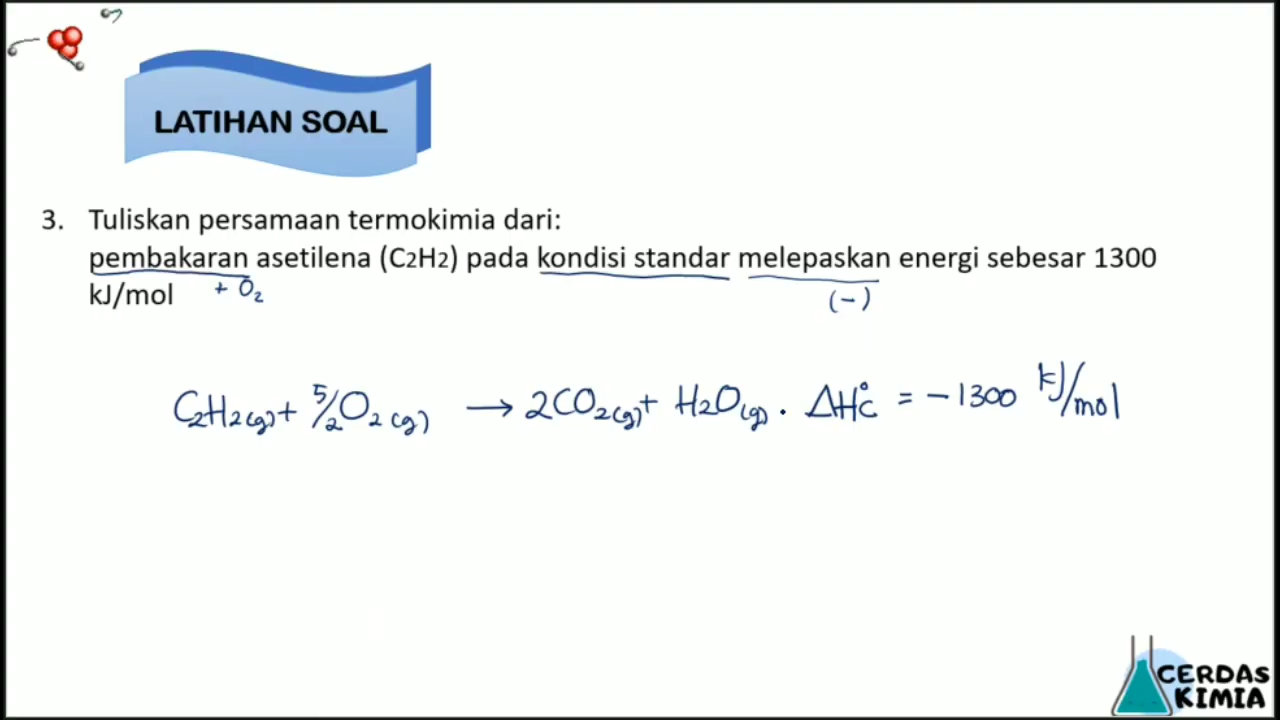 LATIHAN SOAL
3. Tuliskan persamaan termokimia dari:
pembakaran asetilena (C2H2) pada kondisi standar melepaskan energi sebesar 1300
kJ/mol + O₂ (-)
C₂H₂(g) + 5/2 O₂(g) → 2CO₂(g) + H₂O(g) . ΔH°c = -1300 kJ/mol
CERDAS
KIMIA